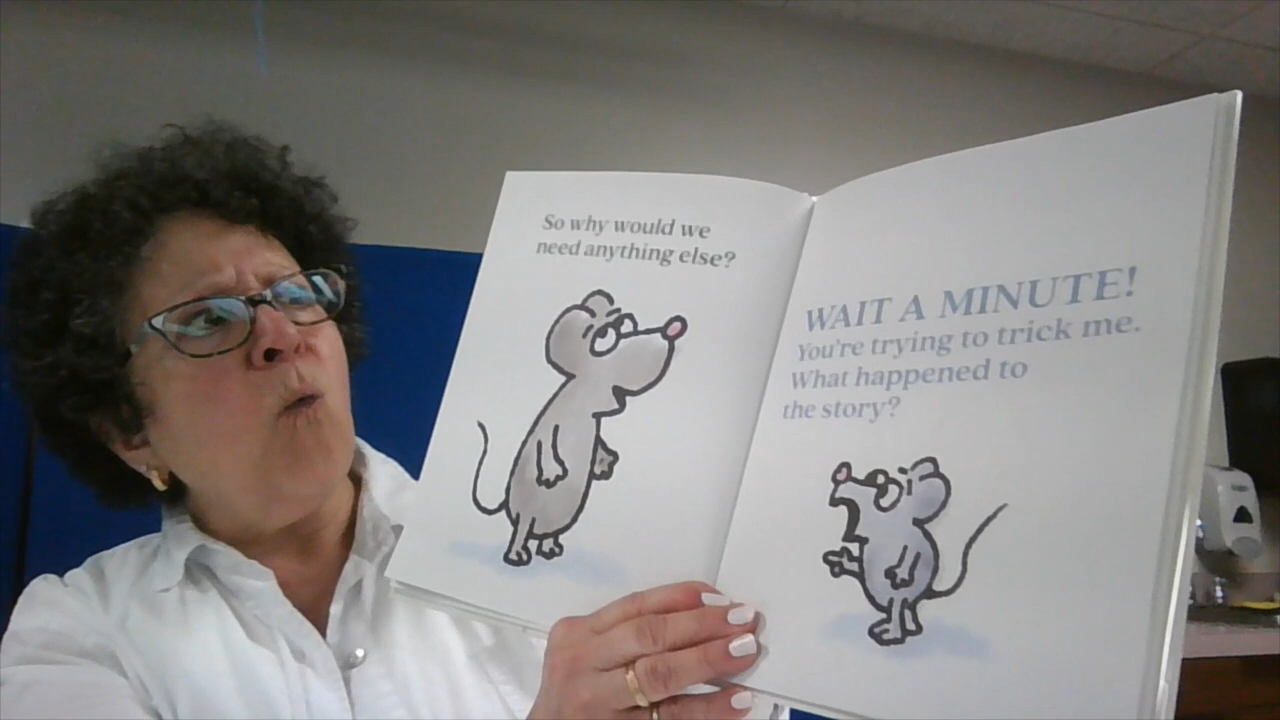 So why would we
need anything else?
WAIT A MINUTE!
You're trying to trick me.
What happened to
the story?